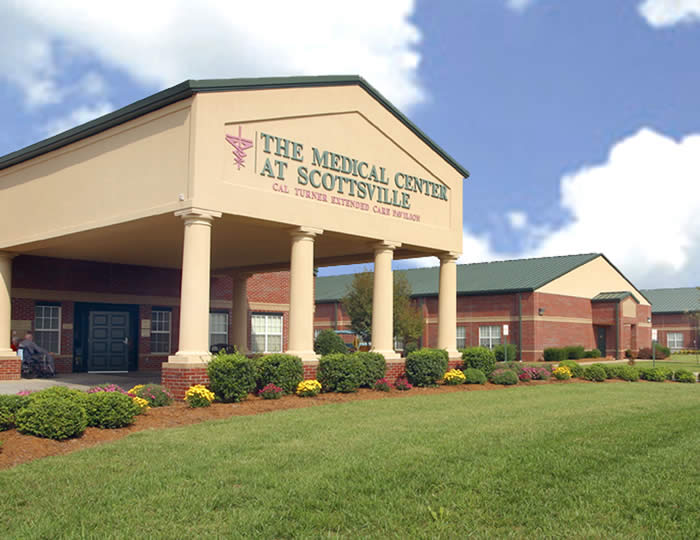 THE MEDICAL CENTER
AT SCOTTSVILLE
CAL TURNER EXTENDED CARE PAVILION